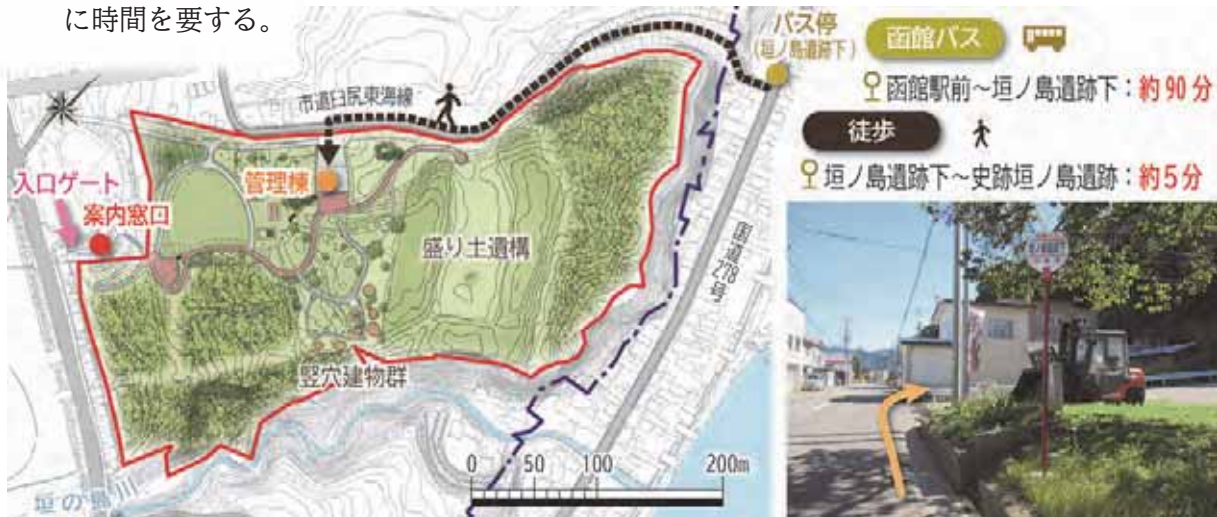 に時間を要する。
バス停
(垣ノ島遺跡下)
函館バス
函館駅前〜垣ノ島遺跡下：約90分
徒歩
垣ノ島遺跡下〜史跡垣ノ島遺跡：約5分
市道臼尻東海線
入口ゲート
案内窓口
管理棟
盛り土遺構
国道278号
竪穴建物群
0 50 100 200m
垣の島川